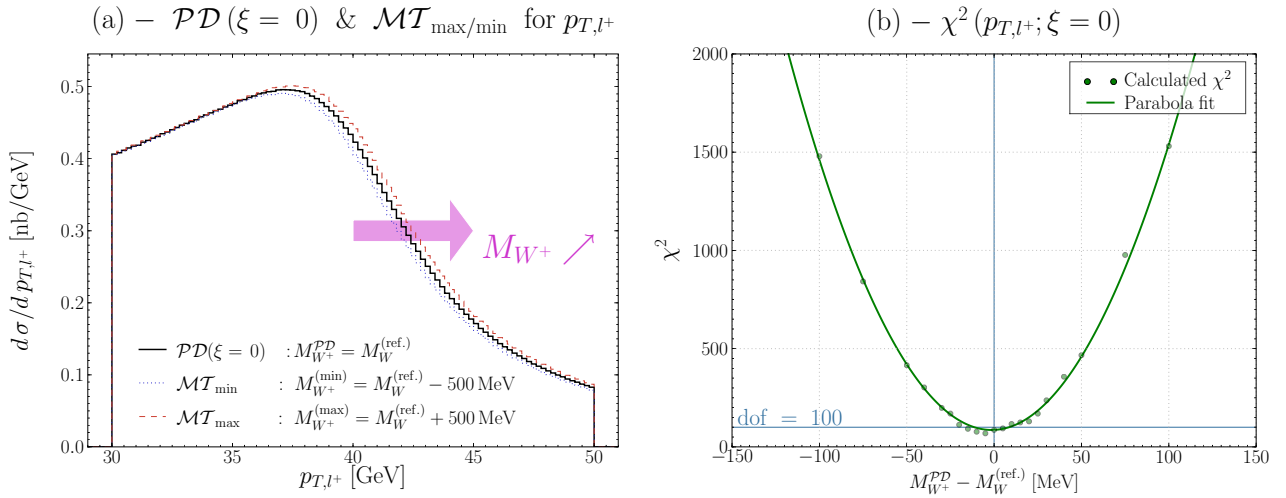 (a) − 𝒫𝒟 (ξ = 0) & ℳ𝒯max/min for pT,l+
0.5
0.4
0.3
0.2
0.1
0.0
dσ/d pT,l+ [nb/GeV]
MW+ ↗
𝒫𝒟(ξ = 0) : M𝒫𝒟W+ = M(ref.)W
ℳ𝒯min : M(min)W+ = M(ref.)W − 500 MeV
ℳ𝒯max : M(max)W+ = M(ref.)W + 500 MeV
30 35 40 45 50
pT,l+ [GeV]
(b) − χ2 (pT,l+; ξ = 0)
2000
1500
1000
500
0
χ2
Calculated χ2
Parabola fit
dof = 100
−150 −100 −50 0 50 100 150
M𝒫𝒟W+ − M(ref.)W [MeV]